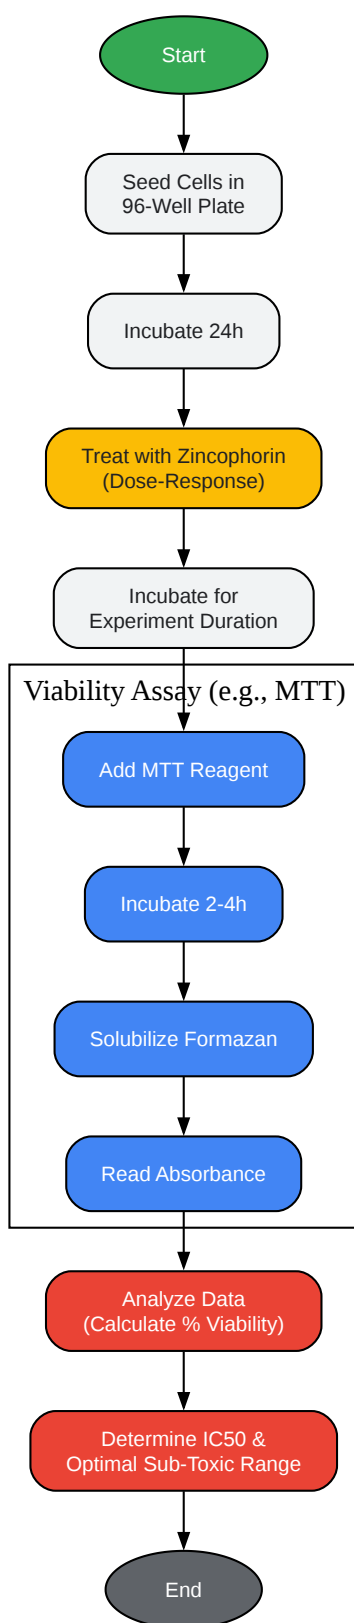 Start
Seed Cells in
96-Well Plate
Incubate 24h
Treat with Zincophorin
(Dose-Response)
Incubate for
Experiment Duration
Viability Assay (e.g., MTT)
Add MTT Reagent
Incubate 2-4h
Solubilize Formazan
Read Absorbance
Analyze Data
(Calculate % Viability)
Determine IC50 &
Optimal Sub-Toxic Range
End